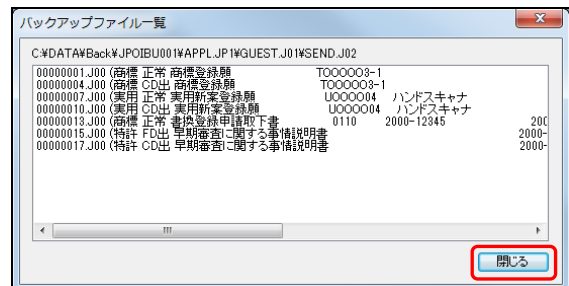 バックアップファイル一覧
C:¥DATA¥Back¥JPOIBU001¥APPL.JP1¥GUEST.J01¥SEND.J02
00000001.J00 (商標 正常 商標登録願 T000003-1
00000004.J00 (商標 CD出 商標登録願 T000003-1
00000007.J00 (実用 正常 実用新案登録願 U000004 ハンドスキャナ
00000010.J00 (実用 CD出 実用新案登録願 U000004 ハンドスキャナ
00000013.J00 (商標 正常 書換登録申請取下書 0110 2000-12345 200
00000015.J00 (特許 FD出 早期審査に関する事情説明書 2000-
00000017.J00 (特許 CD出 早期審査に関する事情説明書 2000-
閉じる